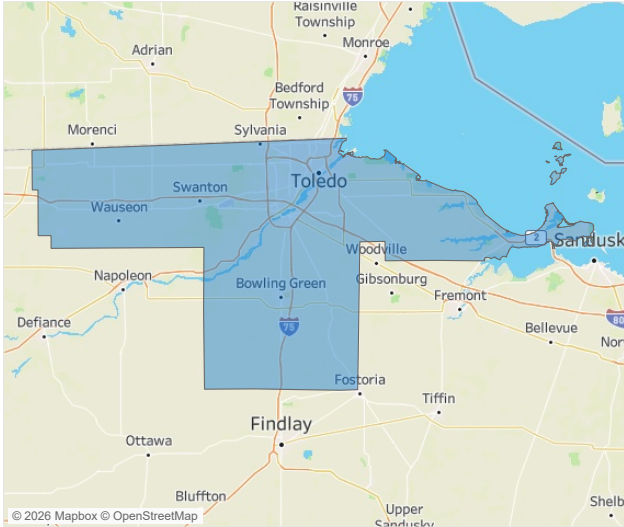 Raisinville
Township
Monroe
Adrian
Bedford
Township
75
Morenci
Sylvania
Toledo
Swanton
Wauseon
2
Sandusk
Woodville
Napoleon
Bowling Green
Gibsonburg
Fremont
Defiance
75
80
Bellevue
Nor
Fostoria
Tiffin
Findlay
Ottawa
Bluffton
Upper
Sandusky
Shelb
© 2026 Mapbox © OpenStreetMap